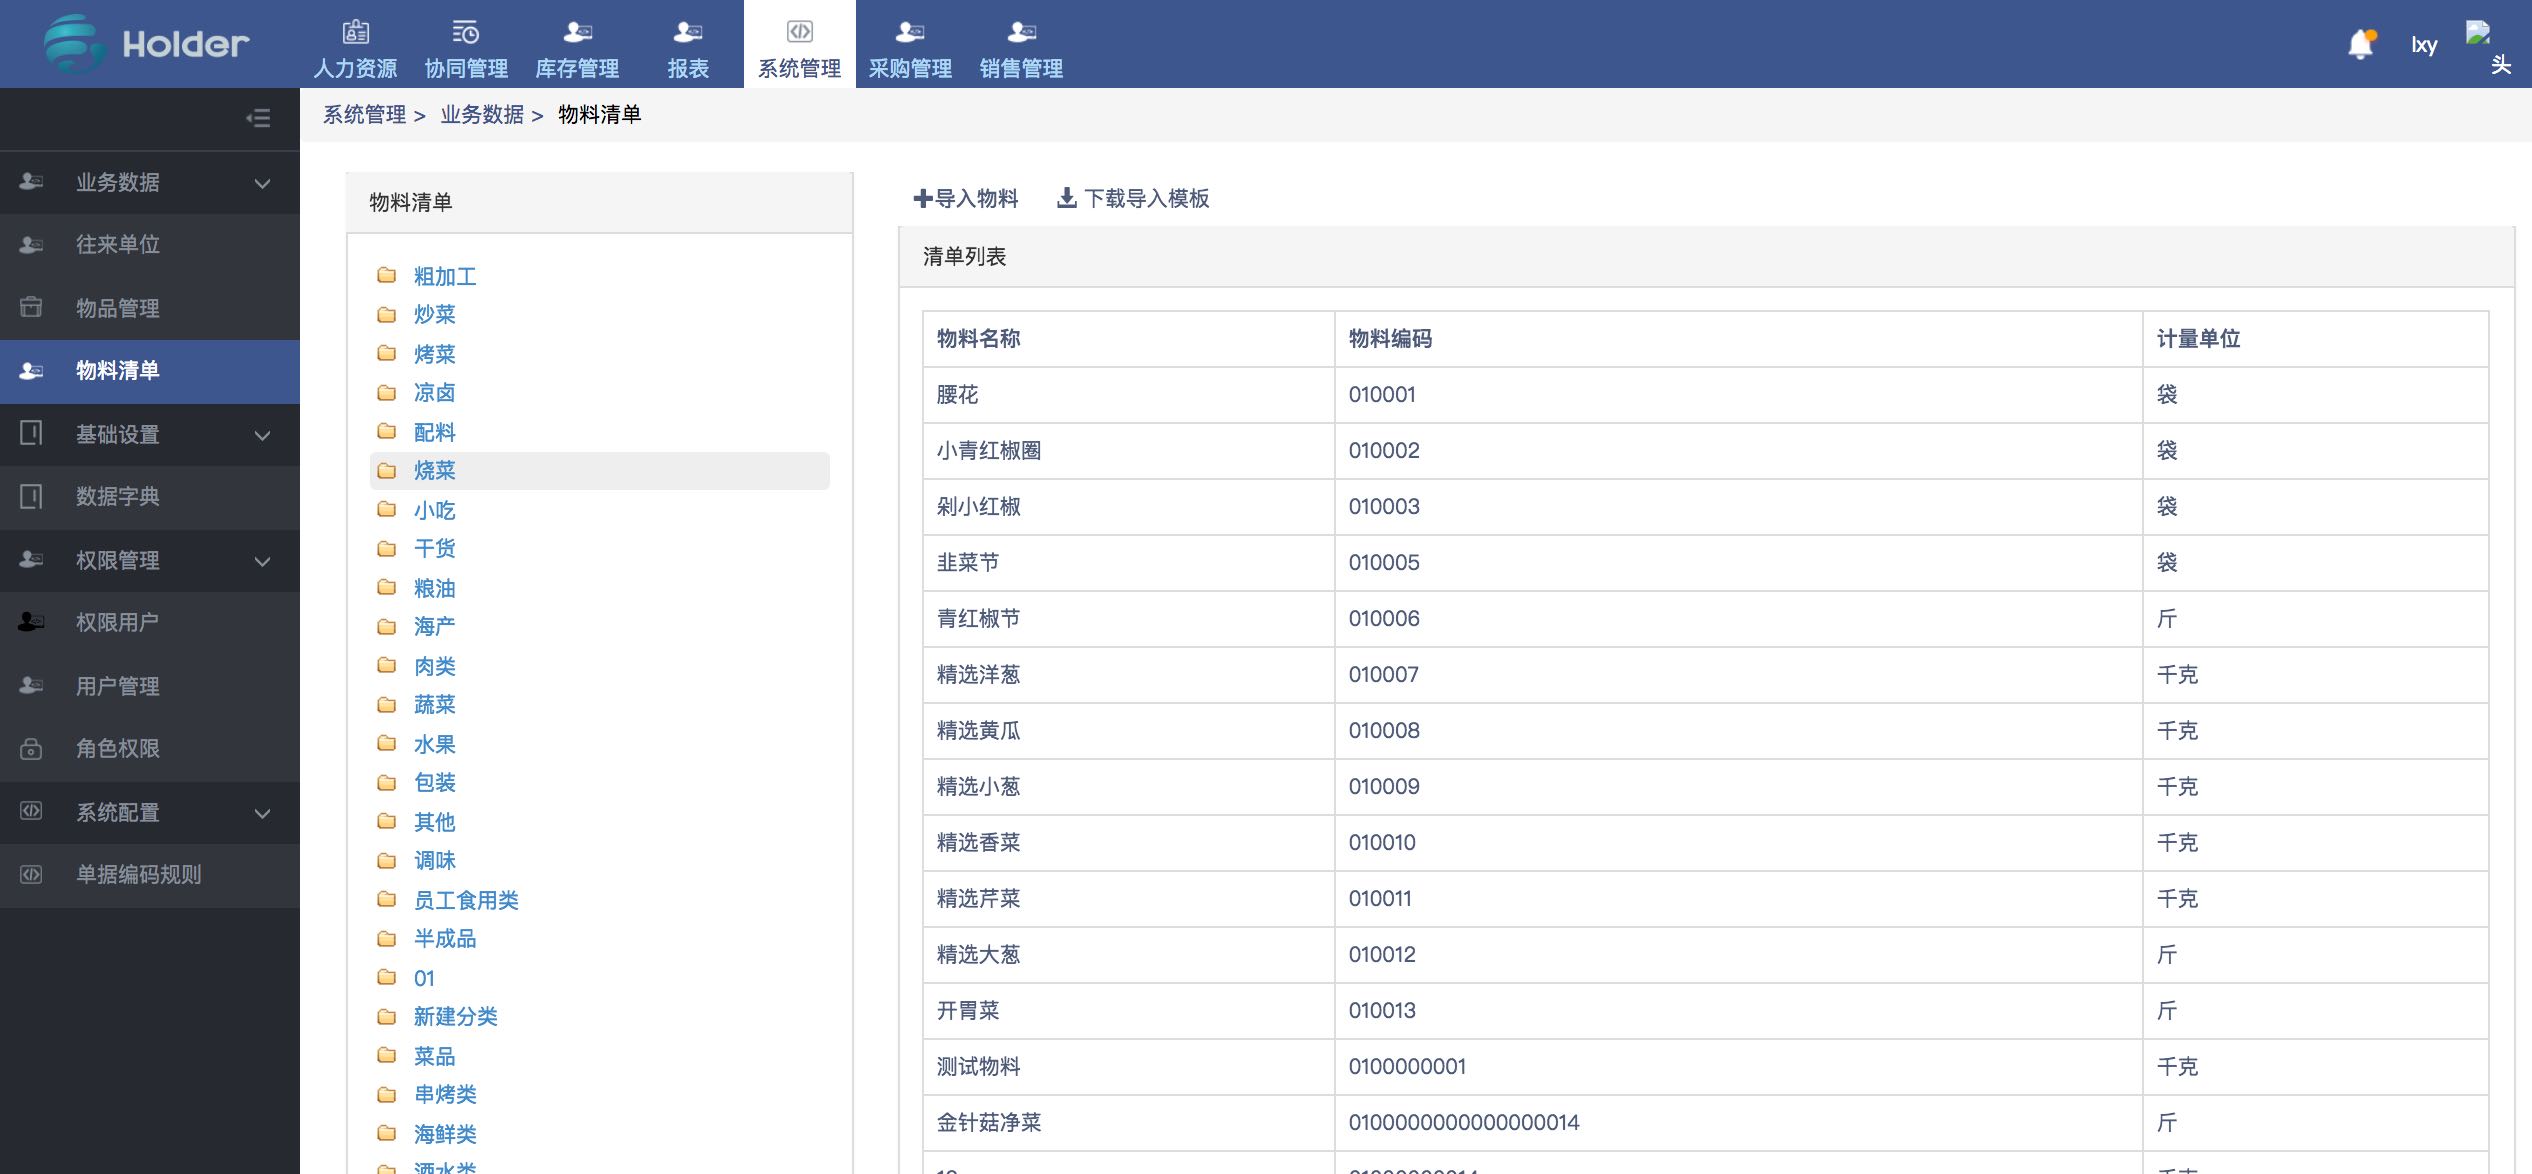 Holder
人力资源
协同管理
库存管理
报表
系统管理
采购管理
销售管理
lxy
头
系统管理 > 业务数据 > 物料清单
业务数据
往来单位
物品管理
物料清单
基础设置
数据字典
权限管理
权限用户
用户管理
角色权限
系统配置
单据编码规则
物料清单
粗加工
炒菜
烤菜
凉卤
配料
烧菜
小吃
干货
粮油
海产
肉类
蔬菜
水果
包装
其他
调味
员工食用类
半成品
01
新建分类
菜品
串烤类
海鲜类
酒水类
导入物料 下载导入模板
清单列表
物料名称 物料编码 计量单位
腰花 010001 袋
小青红椒圈 010002 袋
剁小红椒 010003 袋
韭菜节 010005 袋
青红椒节 010006 斤
精选洋葱 010007 千克
精选黄瓜 010008 千克
精选小葱 010009 千克
精选香菜 010010 千克
精选芹菜 010011 千克
精选大葱 010012 斤
开胃菜 010013 斤
测试物料 0100000001 千克
金针菇净菜 0100000000000000014 斤